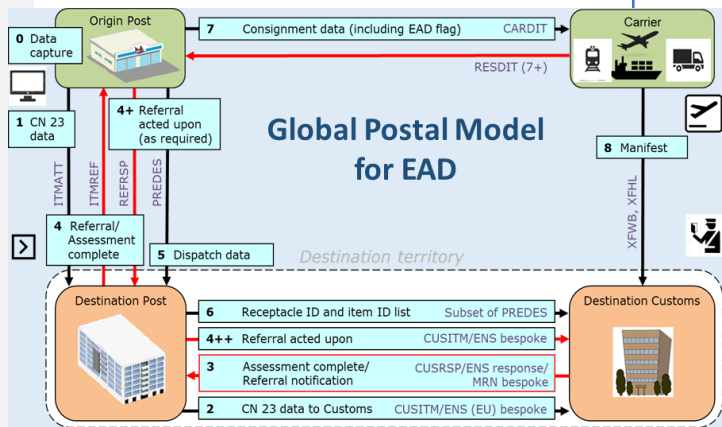 Origin Post
Carrier
0 Data
capture
7 Consignment data (including EAD flag) CARDIT
RESDIT (7+)
1 CN 23
data
4+ Referral
acted upon
(as required)
Global Postal Model
for EAD
8 Manifest
ITMATT
ITMREF
REFRSP
PREDES
XFWB, XFHL
4 Referral/
Assessment
complete
5 Dispatch data
Destination territory
Destination Post
Destination Customs
6 Receptacle ID and item ID list Subset of PREDES
4++ Referral acted upon CUSITM/ENS bespoke
3 Assessment complete/ CUSRSP/ENS response/
Referral notification MRN bespoke
2 CN 23 data to Customs CUSITM/ENS (EU) bespoke